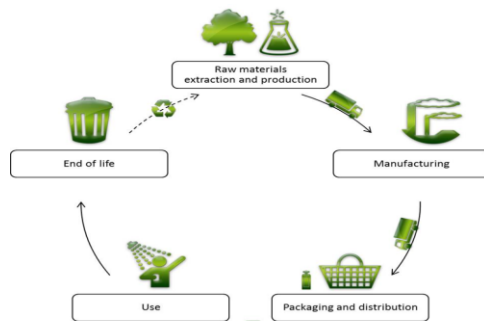 Raw materials
extraction and production
Manufacturing
Packaging and distribution
Use
End of life